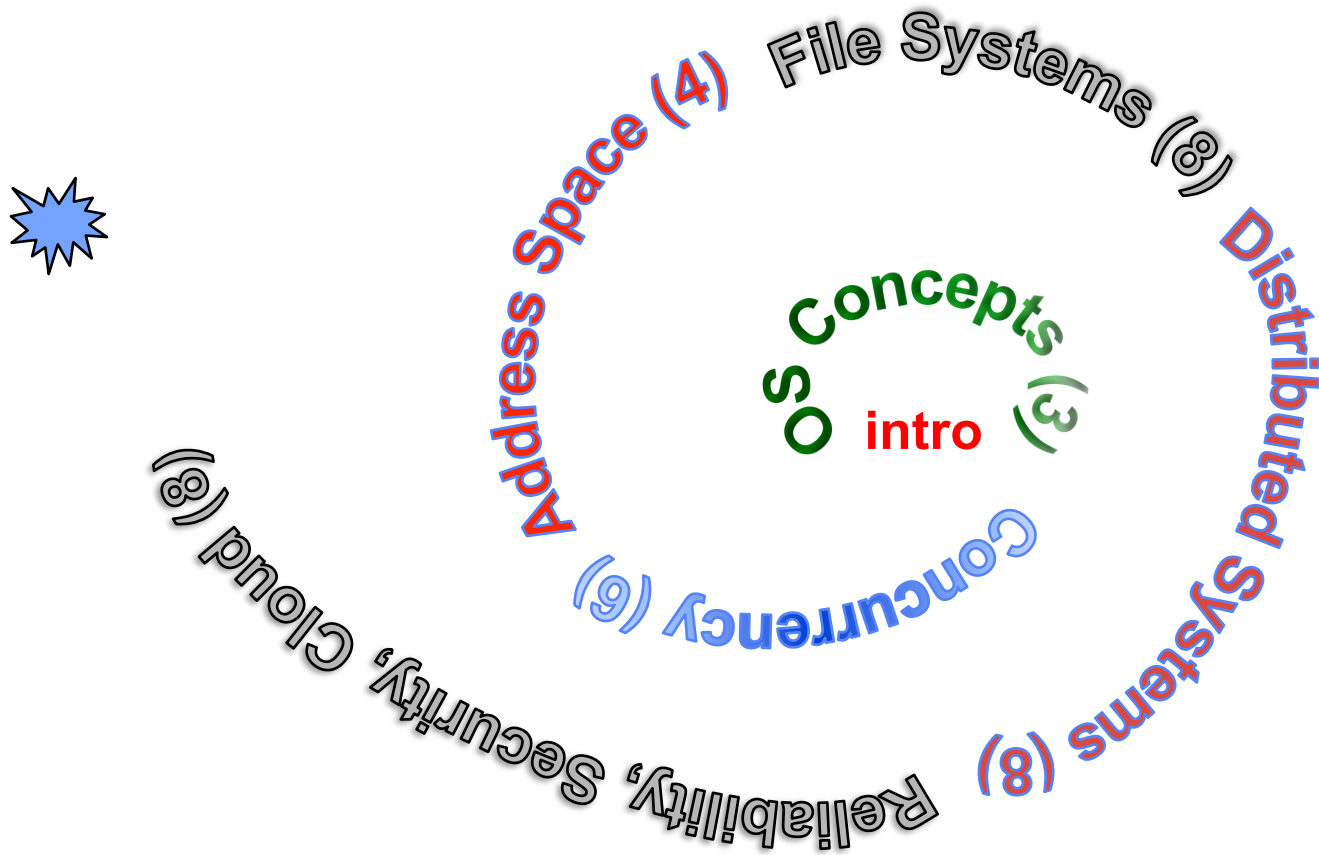 intro
OS Concepts (3)
Concurrency (6)
Address Space (4)
File Systems (8)
Distributed Systems (8)
Reliability, Security, Cloud (8)